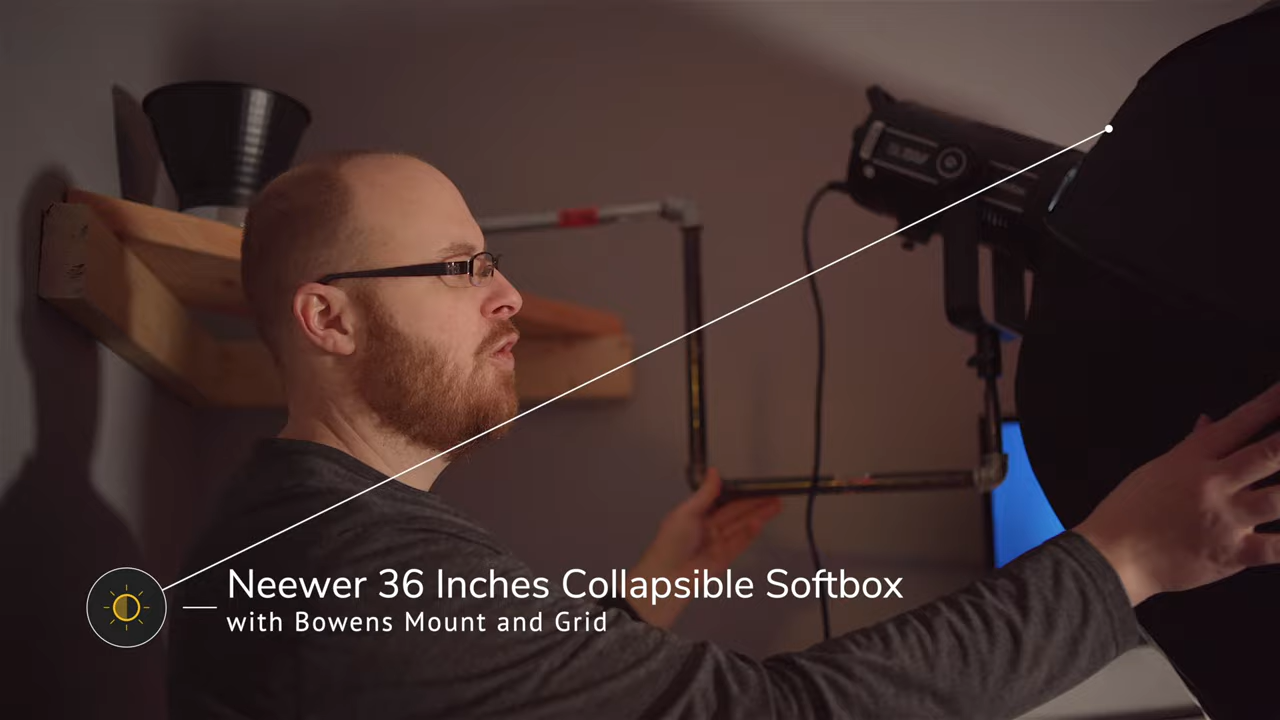 Neewer 36 Inches Collapsible Softbox
with Bowens Mount and Grid